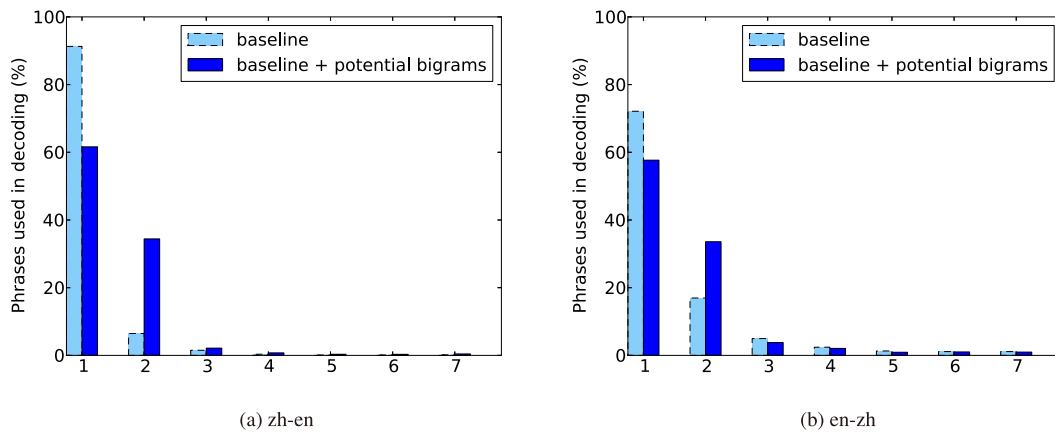 100
80
60
40
20
0
Phrases used in decoding (%)
baseline
baseline + potential bigrams
1 2 3 4 5 6 7
(a) zh-en
100
80
60
40
20
0
Phrases used in decoding (%)
baseline
baseline + potential bigrams
1 2 3 4 5 6 7
(b) en-zh